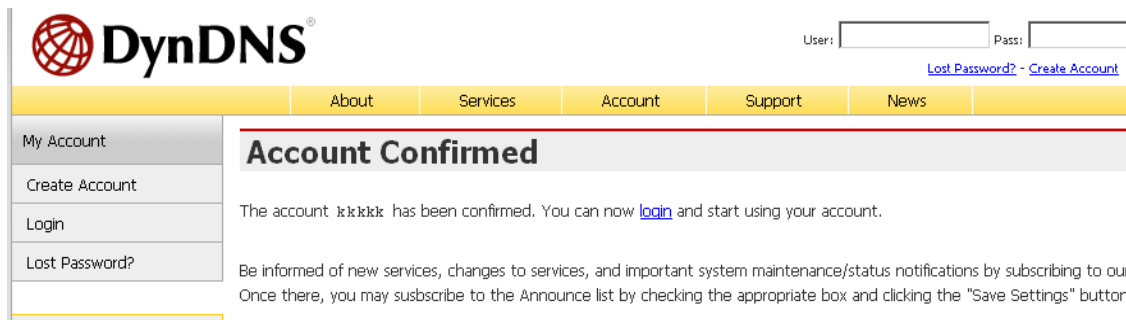 DynDNS®
User: Pass:
Lost Password? - Create Account
About Services Account Support News
My Account
Create Account
Login
Lost Password?
Account Confirmed
The account kkkkk has been confirmed. You can now login and start using your account.
Be informed of new services, changes to services, and important system maintenance/status notifications by subscribing to our
Once there, you may susbscribe to the Announce list by checking the appropriate box and clicking the "Save Settings" button